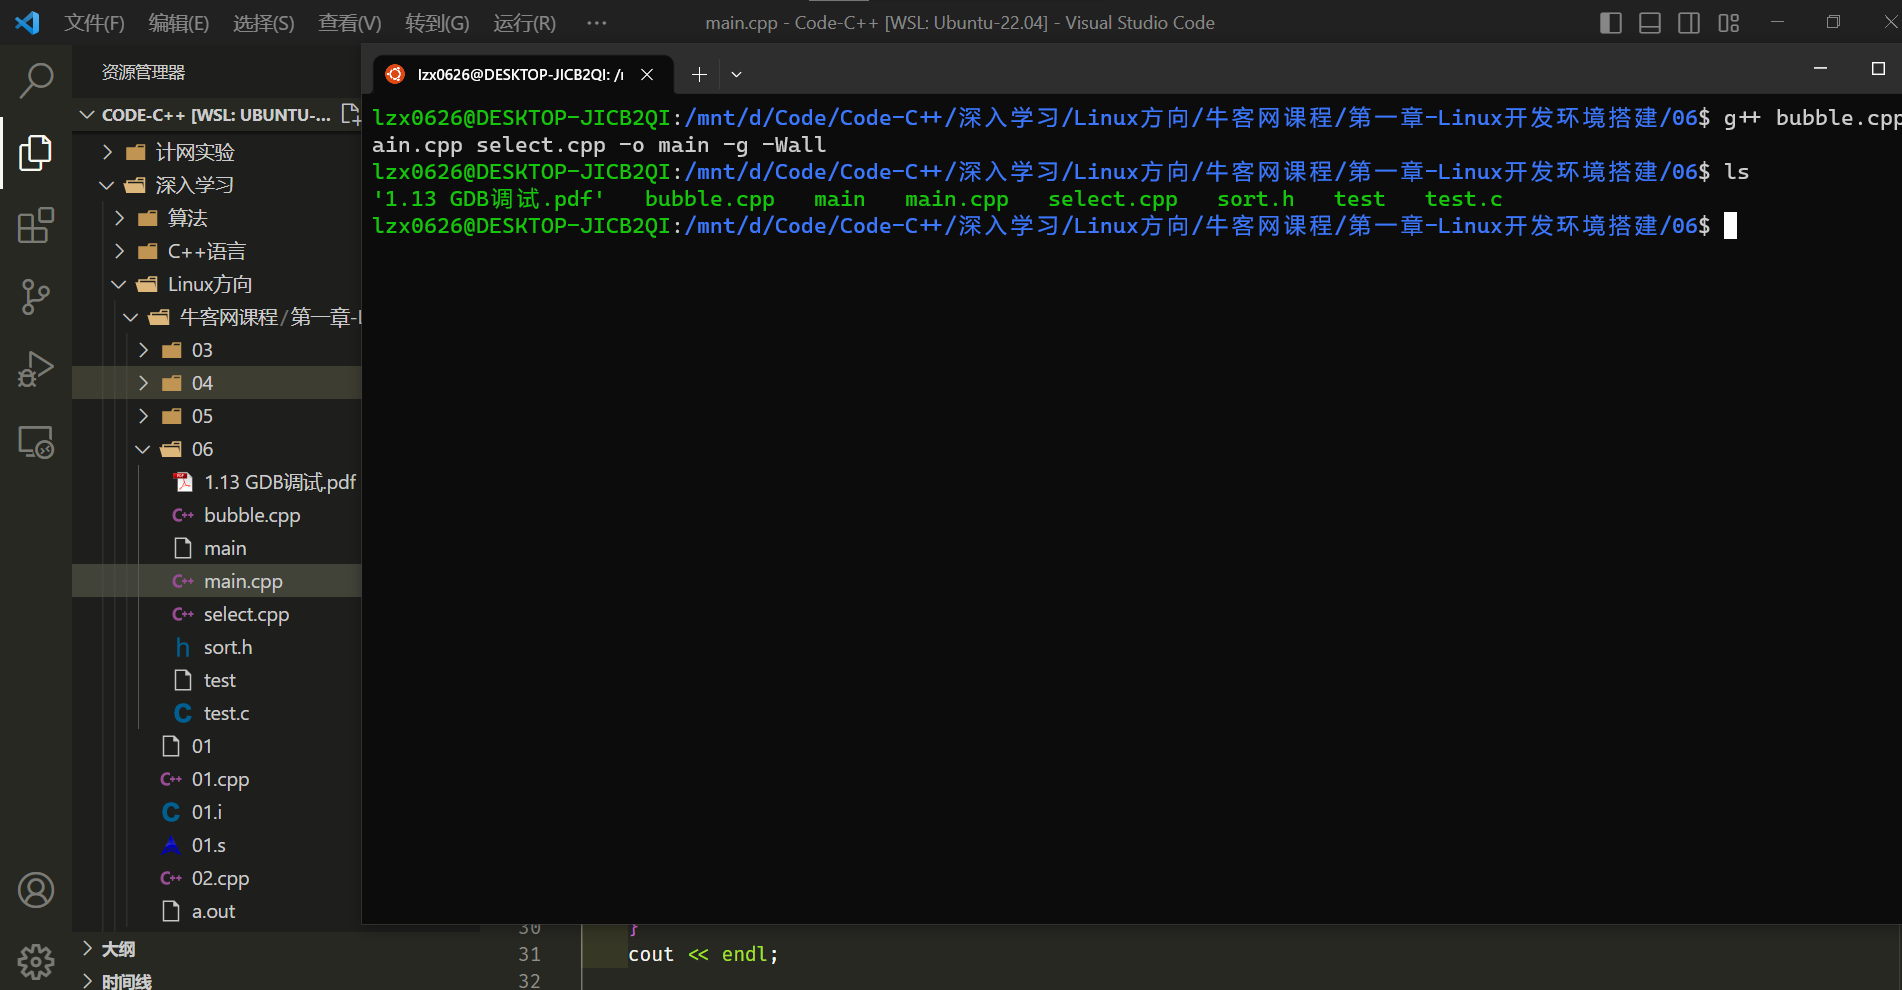 文件(F) 编辑(E) 选择(S) 查看(V) 转到(G) 运行(R) ··· main.cpp - Code-C++ [WSL: Ubuntu-22.04] - Visual Studio Code
资源管理器
CODE-C++ [WSL: UBUNTU-...
计网实验
深入学习
算法
C++语言
Linux方向
牛客网课程/第一章-
03
04
05
06
1.13 GDB调试.pdf
bubble.cpp
main
main.cpp
select.cpp
sort.h
test
test.c
01
01.cpp
01.i
01.s
02.cpp
a.out
大纲
时间线
lzx0626@DESKTOP-JICB2QI: /
lzx0626@DESKTOP-JICB2QI:/mnt/d/Code/Code-C++/深入学习/Linux方向/牛客网课程/第一章-Linux开发环境搭建/06$ g++ bubble.cpp
ain.cpp select.cpp -o main -g -Wall
lzx0626@DESKTOP-JICB2QI:/mnt/d/Code/Code-C++/深入学习/Linux方向/牛客网课程/第一章-Linux开发环境搭建/06$ ls
'1.13 GDB调试.pdf' bubble.cpp main main.cpp select.cpp sort.h test test.c
lzx0626@DESKTOP-JICB2QI:/mnt/d/Code/Code-C++/深入学习/Linux方向/牛客网课程/第一章-Linux开发环境搭建/06$
30 }
31 cout << endl;
32